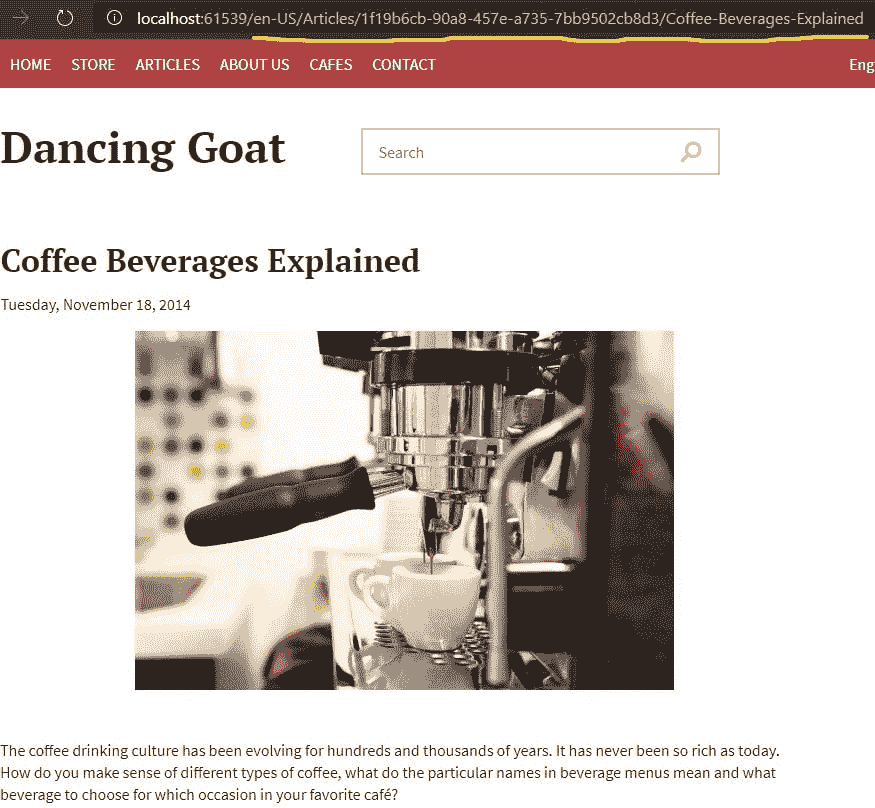 localhost:61539/en-US/Articles/1f19b6cb-90a8-457e-a735-7bb9502cb8d3/Coffee-Beverages-Explained
HOME STORE ARTICLES ABOUT US CAFES CONTACT Eng
Dancing Goat
Search
Coffee Beverages Explained
Tuesday, November 18, 2014
The coffee drinking culture has been evolving for hundreds and thousands of years. It has never been so rich as today.
How do you make sense of different types of coffee, what do the particular names in beverage menus mean and what
beverage to choose for which occasion in your favorite café?